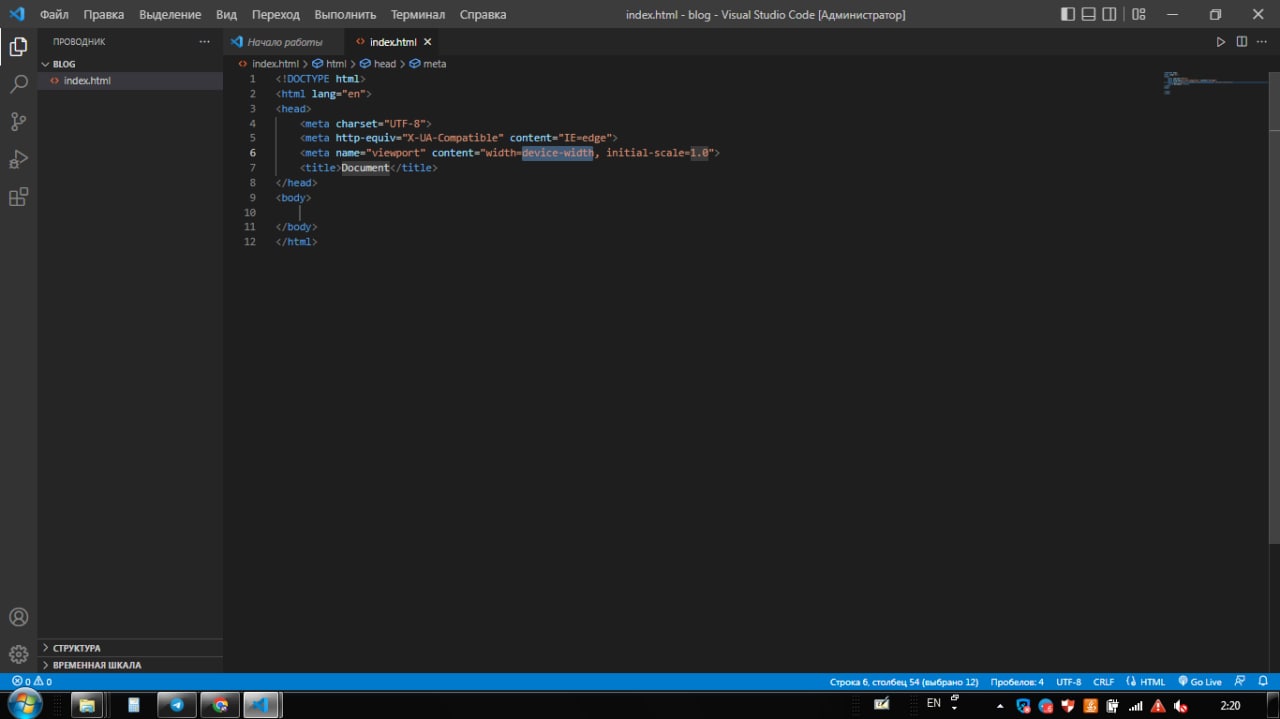 Файл Правка Выделение Вид Переход Выполнить Терминал Справка index.html - blog - Visual Studio Code [Администратор]
ПРОВОДНИК ··· Начало работы index.html ···
index.html > html > head > meta
BLOG
index.html
1 <!DOCTYPE html>
2 <html lang="en">
3 <head>
4 <meta charset="UTF-8">
5 <meta http-equiv="X-UA-Compatible" content="IE=edge">
6 <meta name="viewport" content="width=device-width, initial-scale=1.0">
7 <title>Document</title>
8 </head>
9 <body>
10
11 </body>
12 </html>
СТРУКТУРА
ВРЕМЕННАЯ ШКАЛА
0 0 Строка 6, столбец 54 (выбрано 12) Пробелов: 4 UTF-8 CRLF HTML Go Live
EN 2:20